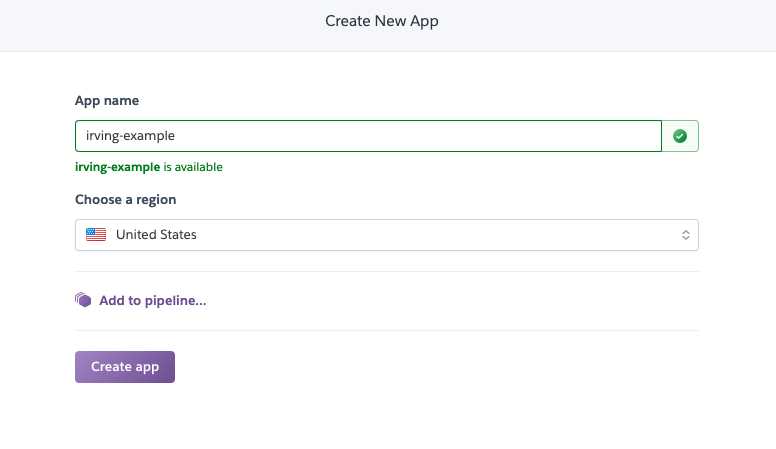 Create New App
App name
irving-example
irving-example is available
Choose a region
United States
Add to pipeline...
Create app